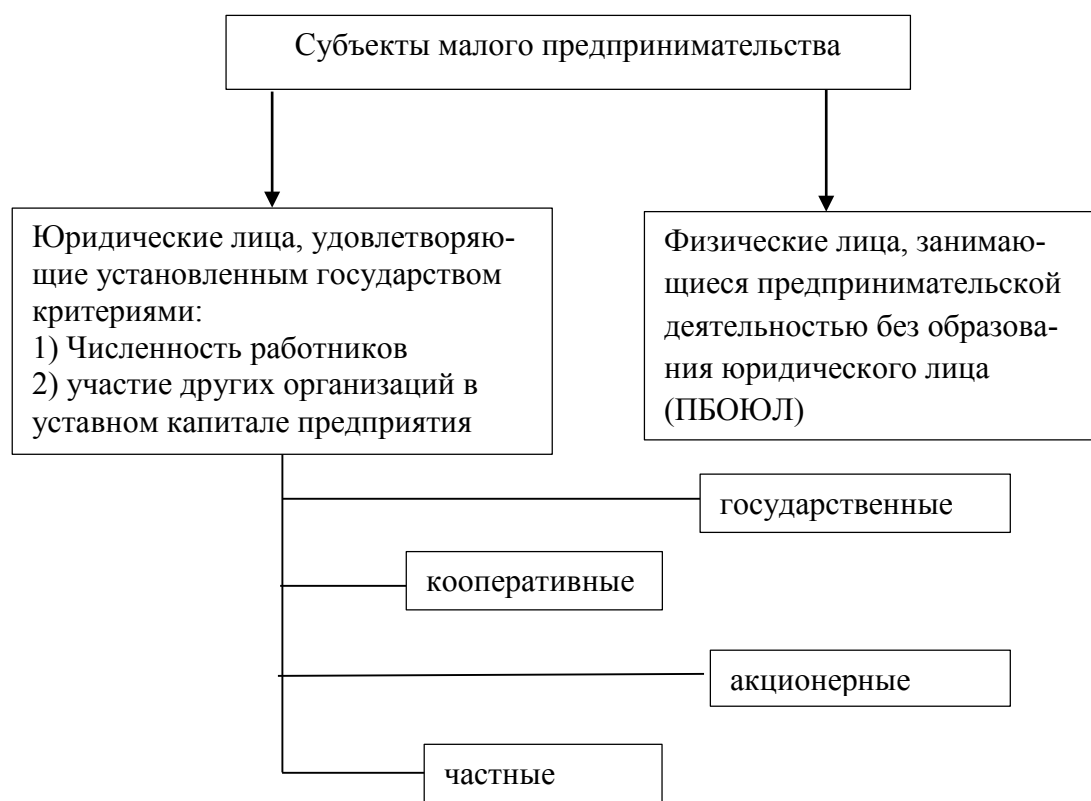 Субъекты малого предпринимательства
Юридические лица, удовлетворяю-
щие установленным государством
критериями:
1) Численность работников
2) участие других организаций в
уставном капитале предприятия
Физические лица, занимаю-
щиеся предпринимательской
деятельностью без образова-
ния юридического лица
(ПБОЮЛ)
государственные
кооперативные
акционерные
частные